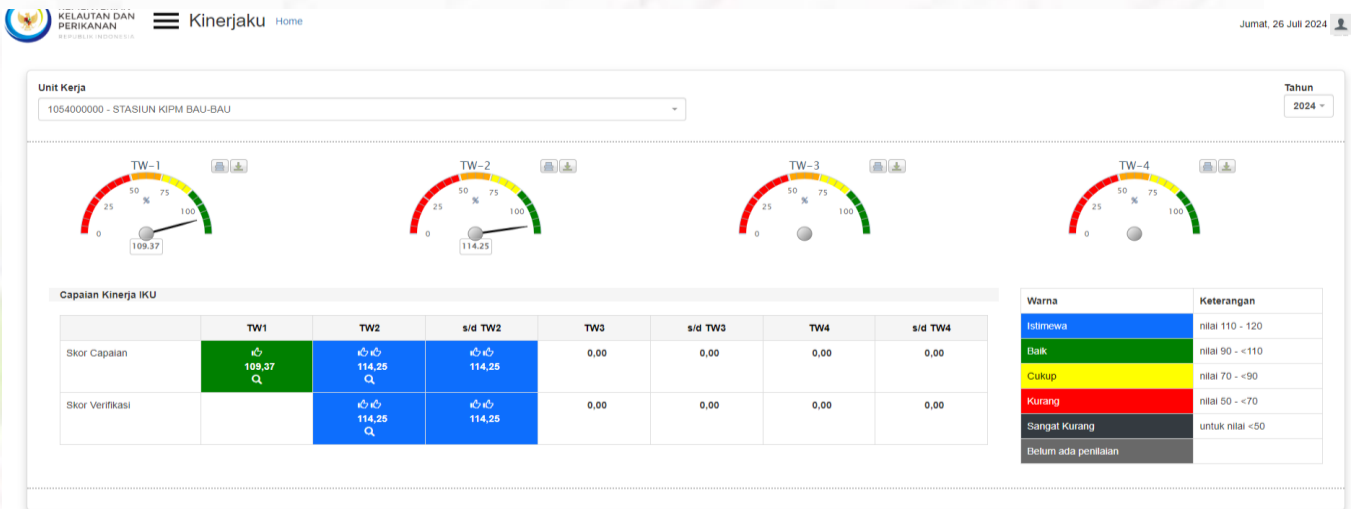 KELAUTAN DAN
PERIKANAN
REPUBLIK INDONESIA
Kinerjaku Home
Jumat, 26 Juli 2024
Unit Kerja
Tahun
1054000000 - STASIUN KIPM BAU-BAU
2024
TW-1
0 25 50 75 100
%
109.37
TW-2
0 25 50 75 100
%
114.25
TW-3
0 25 50 75 100
%
TW-4
0 25 50 75 100
%
Capaian Kinerja IKU
TW1 TW2 s/d TW2 TW3 s/d TW3 TW4 s/d TW4
Skor Capaian 109,37 114,25 114,25 0,00 0,00 0,00 0,00
Skor Verifikasi 114,25 114,25 0,00 0,00 0,00 0,00
Warna Keterangan
Istimewa nilai 110 - 120
Baik nilai 90 - <110
Cukup nilai 70 - <90
Kurang nilai 50 - <70
Sangat Kurang untuk nilai <50
Belum ada penilaian